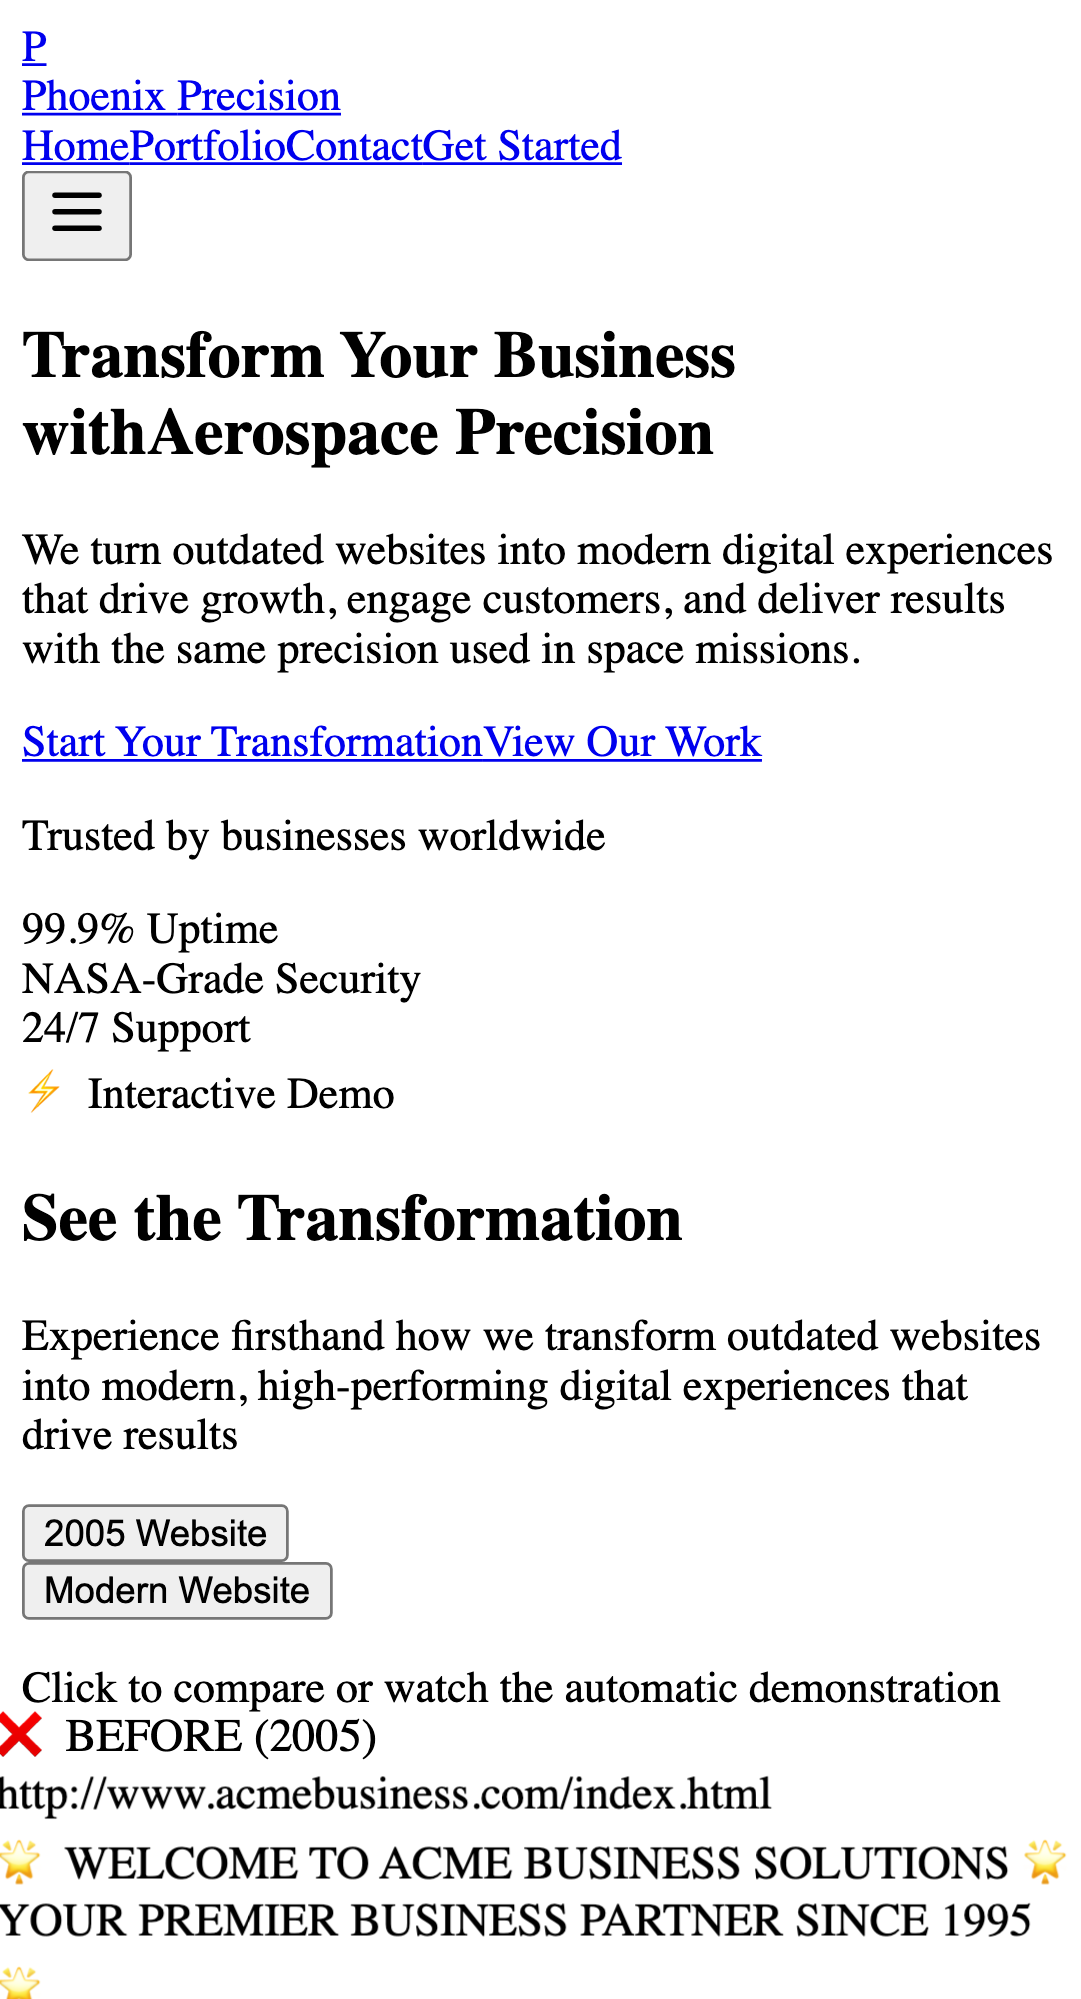 P
Phoenix Precision
HomePortfolioContactGet Started
Transform Your Business
withAerospace Precision
We turn outdated websites into modern digital experiences
that drive growth, engage customers, and deliver results
with the same precision used in space missions.
Start Your TransformationView Our Work
Trusted by businesses worldwide
99.9% Uptime
NASA-Grade Security
24/7 Support
⚡ Interactive Demo
See the Transformation
Experience firsthand how we transform outdated websites
into modern, high-performing digital experiences that
drive results
2005 Website
Modern Website
Click to compare or watch the automatic demonstration
❌ BEFORE (2005)
http://www.acmebusiness.com/index.html
🌟 WELCOME TO ACME BUSINESS SOLUTIONS 🌟
YOUR PREMIER BUSINESS PARTNER SINCE 1995
🌟